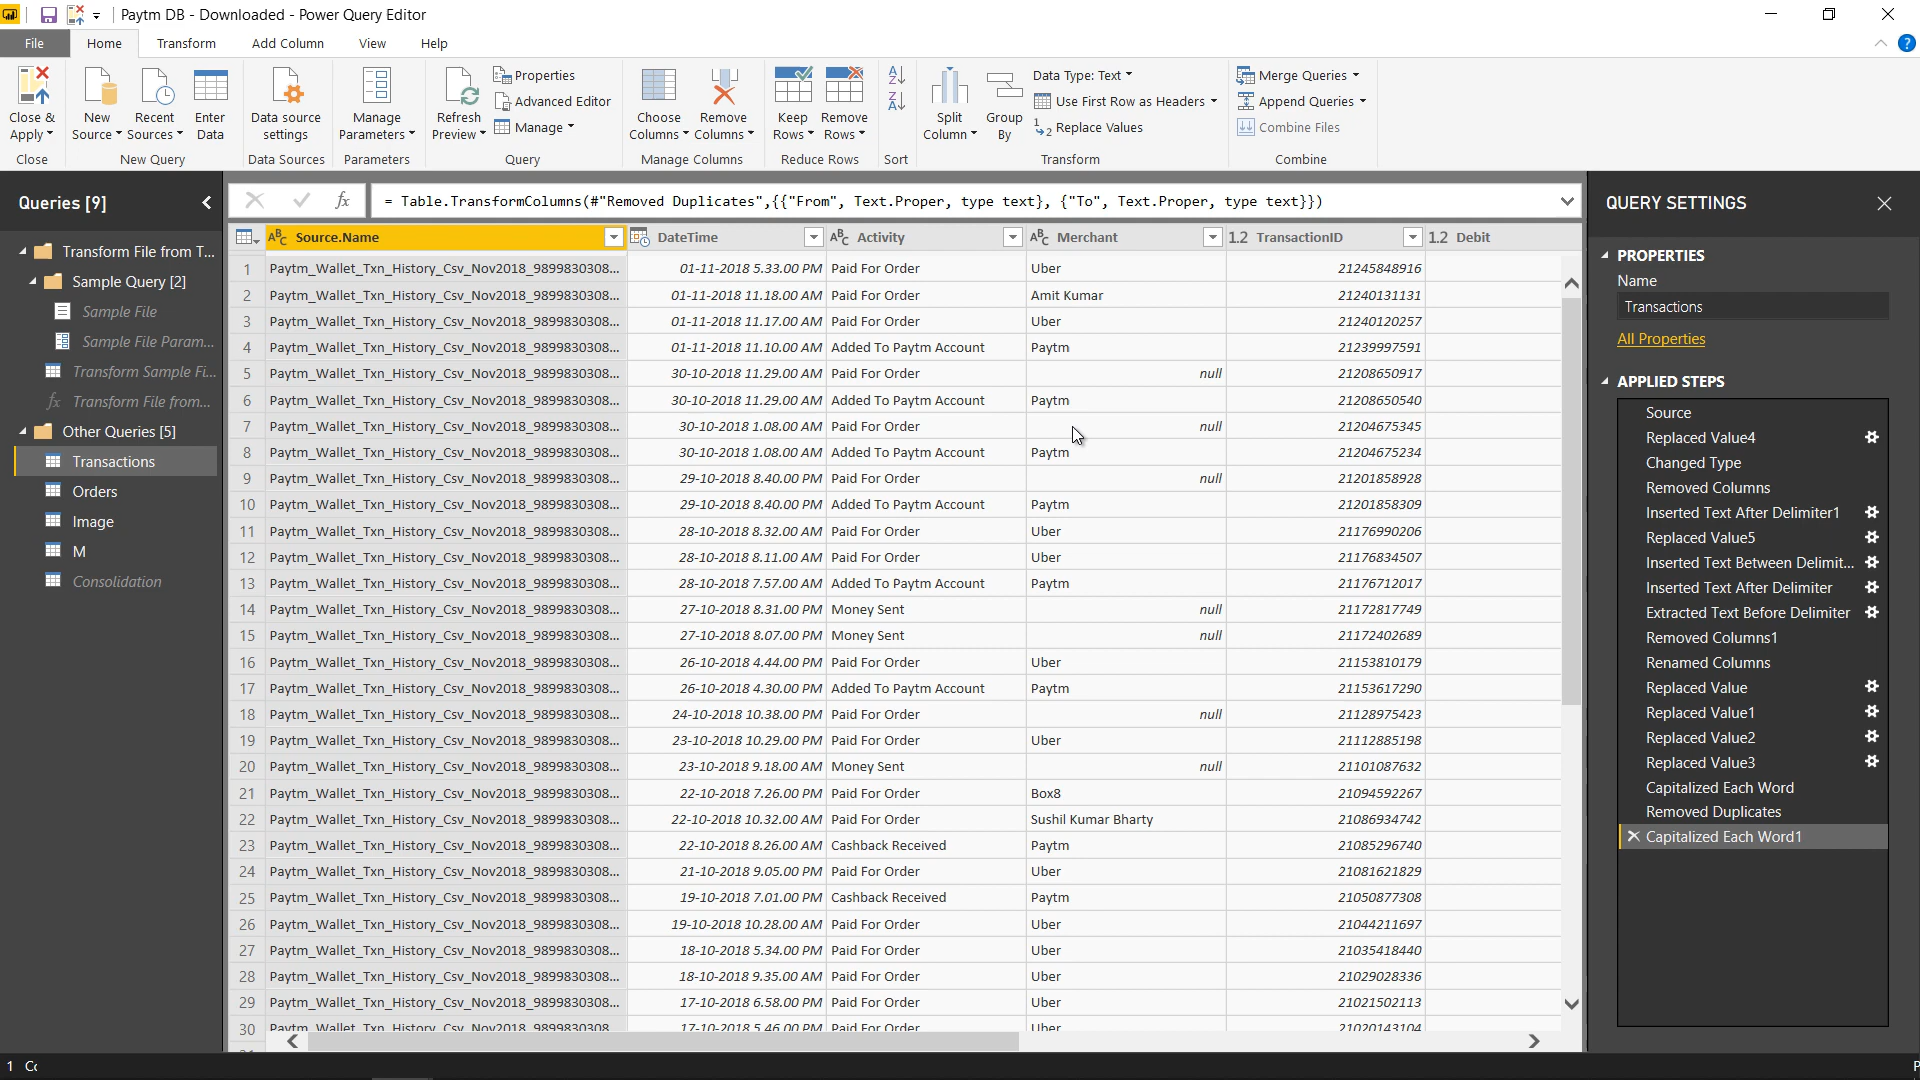 Paytm DB - Downloaded - Power Query Editor
File Home Transform Add Column View Help
Close & Apply
New Source
Recent Sources
Enter Data
Data source settings
Manage Parameters
Refresh Preview
Properties
Advanced Editor
Manage
Choose Columns
Remove Columns
Keep Rows
Remove Rows
Split Column
Group By
Data Type: Text
Use First Row as Headers
Replace Values
Merge Queries
Append Queries
Combine Files
Close New Query Data Sources Parameters Query Manage Columns Reduce Rows Sort Transform Combine
Queries [9]
Transform File from T...
Sample Query [2]
Sample File
Sample File Param...
Transform Sample Fi...
Transform File from...
Other Queries [5]
Transactions
Orders
Image
M
Consolidation
= Table.TransformColumns(#"Removed Duplicates",{{"From", Text.Proper, type text}, {"To", Text.Proper, type text}})
Source.Name DateTime Activity Merchant 1.2 TransactionID 1.2 Debit
1 Paytm_Wallet_Txn_History_Csv_Nov2018_9899830308... 01-11-2018 5.33.00 PM Paid For Order Uber 21245848916
2 Paytm_Wallet_Txn_History_Csv_Nov2018_9899830308... 01-11-2018 11.18.00 AM Paid For Order Amit Kumar 21240131131
3 Paytm_Wallet_Txn_History_Csv_Nov2018_9899830308... 01-11-2018 11.17.00 AM Paid For Order Uber 21240120257
4 Paytm_Wallet_Txn_History_Csv_Nov2018_9899830308... 01-11-2018 11.10.00 AM Added To Paytm Account Paytm 21239997591
5 Paytm_Wallet_Txn_History_Csv_Nov2018_9899830308... 30-10-2018 11.29.00 AM Paid For Order null 21208650917
6 Paytm_Wallet_Txn_History_Csv_Nov2018_9899830308... 30-10-2018 11.29.00 AM Added To Paytm Account Paytm 21208650540
7 Paytm_Wallet_Txn_History_Csv_Nov2018_9899830308... 30-10-2018 1.08.00 AM Paid For Order null 21204675345
8 Paytm_Wallet_Txn_History_Csv_Nov2018_9899830308... 30-10-2018 1.08.00 AM Added To Paytm Account Paytm 21204675234
9 Paytm_Wallet_Txn_History_Csv_Nov2018_9899830308... 29-10-2018 8.40.00 PM Paid For Order null 21201858928
10 Paytm_Wallet_Txn_History_Csv_Nov2018_9899830308... 29-10-2018 8.40.00 PM Added To Paytm Account Paytm 21201858309
11 Paytm_Wallet_Txn_History_Csv_Nov2018_9899830308... 28-10-2018 8.32.00 AM Paid For Order Uber 21176990206
12 Paytm_Wallet_Txn_History_Csv_Nov2018_9899830308... 28-10-2018 8.11.00 AM Paid For Order Uber 21176834507
13 Paytm_Wallet_Txn_History_Csv_Nov2018_9899830308... 28-10-2018 7.57.00 AM Added To Paytm Account Paytm 21176712017
14 Paytm_Wallet_Txn_History_Csv_Nov2018_9899830308... 27-10-2018 8.31.00 PM Money Sent null 21172817749
15 Paytm_Wallet_Txn_History_Csv_Nov2018_9899830308... 27-10-2018 8.07.00 PM Money Sent null 21172402689
16 Paytm_Wallet_Txn_History_Csv_Nov2018_9899830308... 26-10-2018 4.44.00 PM Paid For Order Uber 21153810179
17 Paytm_Wallet_Txn_History_Csv_Nov2018_9899830308... 26-10-2018 4.30.00 PM Added To Paytm Account Paytm 21153617290
18 Paytm_Wallet_Txn_History_Csv_Nov2018_9899830308... 24-10-2018 10.38.00 PM Paid For Order null 21128975423
19 Paytm_Wallet_Txn_History_Csv_Nov2018_9899830308... 23-10-2018 10.29.00 PM Paid For Order Uber 21112885198
20 Paytm_Wallet_Txn_History_Csv_Nov2018_9899830308... 23-10-2018 9.18.00 AM Money Sent null 21101087632
21 Paytm_Wallet_Txn_History_Csv_Nov2018_9899830308... 22-10-2018 7.26.00 PM Paid For Order Box8 21094592267
22 Paytm_Wallet_Txn_History_Csv_Nov2018_9899830308... 22-10-2018 10.32.00 AM Paid For Order Sushil Kumar Bharty 21086934742
23 Paytm_Wallet_Txn_History_Csv_Nov2018_9899830308... 22-10-2018 8.26.00 AM Cashback Received Paytm 21085296740
24 Paytm_Wallet_Txn_History_Csv_Nov2018_9899830308... 21-10-2018 9.05.00 PM Paid For Order Uber 21081621829
25 Paytm_Wallet_Txn_History_Csv_Nov2018_9899830308... 19-10-2018 7.01.00 PM Cashback Received Paytm 21050877308
26 Paytm_Wallet_Txn_History_Csv_Nov2018_9899830308... 19-10-2018 10.28.00 AM Paid For Order Uber 21044211697
27 Paytm_Wallet_Txn_History_Csv_Nov2018_9899830308... 18-10-2018 5.34.00 PM Paid For Order Uber 21035418440
28 Paytm_Wallet_Txn_History_Csv_Nov2018_9899830308... 18-10-2018 9.35.00 AM Paid For Order Uber 21029028336
29 Paytm_Wallet_Txn_History_Csv_Nov2018_9899830308... 17-10-2018 6.58.00 PM Paid For Order Uber 21021502113
30 Paytm_Wallet_Txn_History_Csv_Nov2018_9899830308... 17-10-2018 5.46.00 PM Paid For Order Uber 21020143104
QUERY SETTINGS
PROPERTIES
Name
Transactions
All Properties
APPLIED STEPS
Source
Replaced Value4
Changed Type
Removed Columns
Inserted Text After Delimiter1
Replaced Value5
Inserted Text Between Delimit...
Inserted Text After Delimiter
Extracted Text Before Delimiter
Removed Columns1
Renamed Columns
Replaced Value
Replaced Value1
Replaced Value2
Replaced Value3
Capitalized Each Word
Removed Duplicates
Capitalized Each Word1